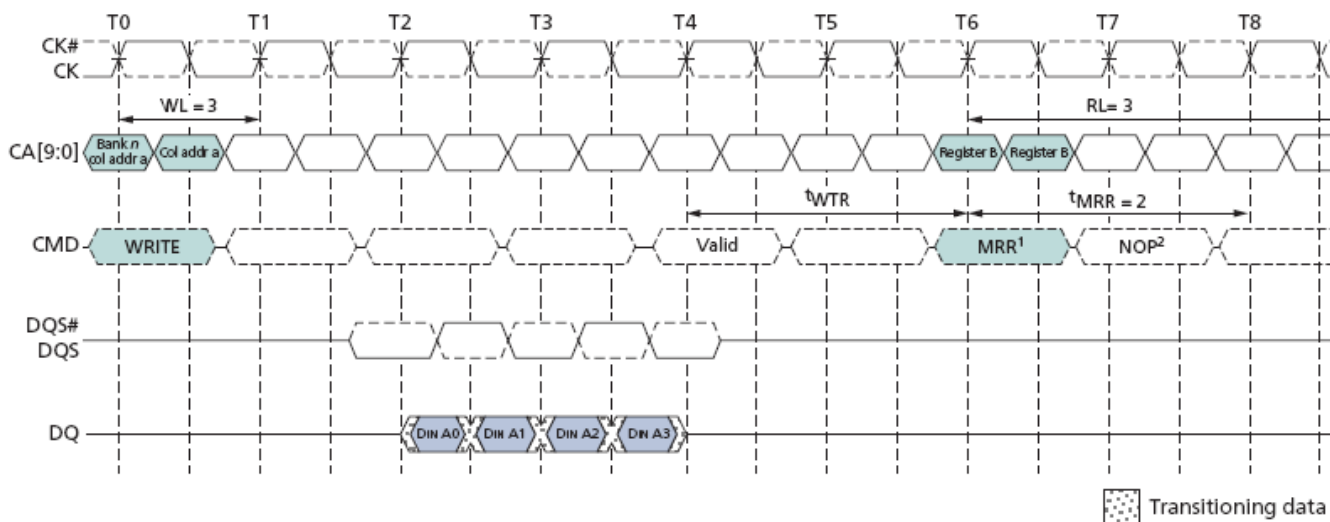 T0 T1 T2 T3 T4 T5 T6 T7 T8
CK#
CK
WL = 3
RL= 3
CA[9:0]
Bank n
col addr a
Col addr a
Register B
Register B
tWTR
tMRR = 2
CMD
WRITE
Valid
MRR1
NOP2
DQS#
DQS
DQ
DIN A0
DIN A1
DIN A2
DIN A3
Transitioning data